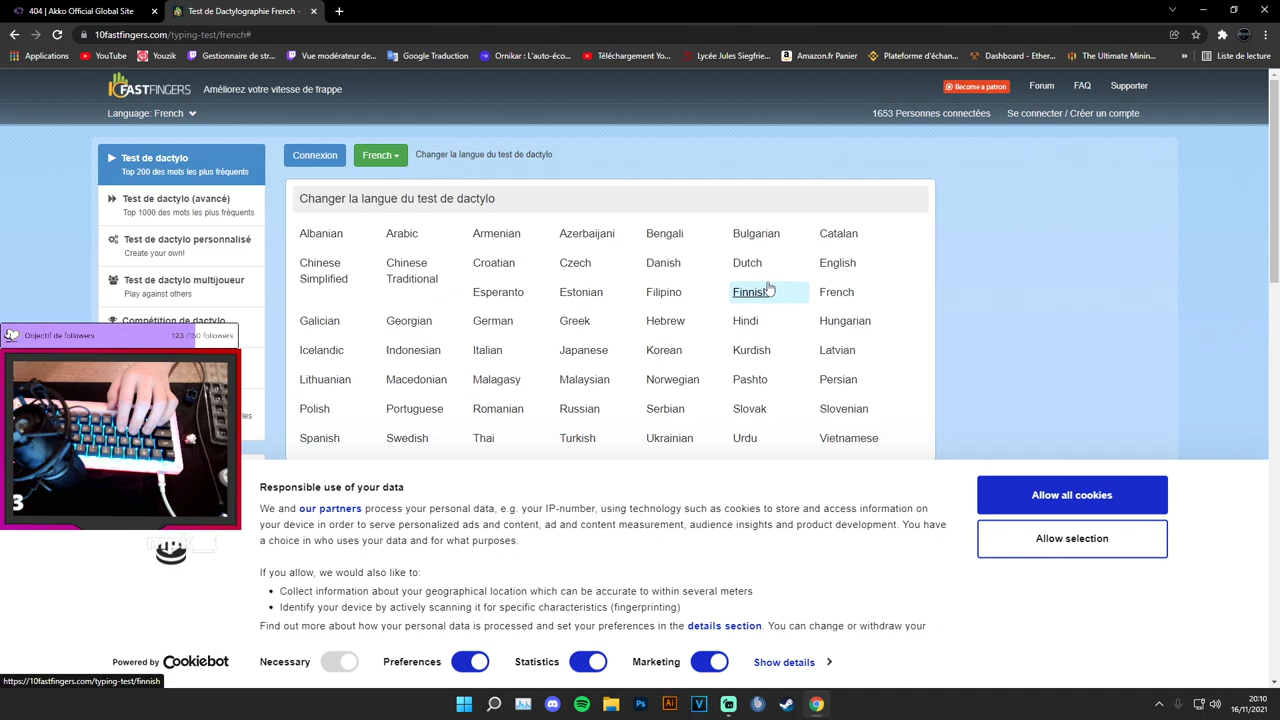 404 | Akko Official Global Site
Test de Dactylographie French -
10fastfingers.com/typing-test/french#
Applications YouTube Youzik Gestionnaire de str... Vue modérateur de... Google Traduction Ornikar : L'auto-éco... Téléchargement Yo... Lycée Jules Siegfrie... Amazon.fr Panier Plateforme d'échan... Dashboard - Ether... The Ultimate Minin... » Liste de lecture
10FASTFINGERS Améliorez votre vitesse de frappe
Become a patron Forum FAQ Supporter
Language: French
1653 Personnes connectées Se connecter / Créer un compte
Test de dactylo
Top 200 des mots les plus fréquents
Test de dactylo (avancé)
Top 1000 des mots les plus fréquents
Test de dactylo personnalisé
Create your own!
Test de dactylo multijoueur
Play against others
Compétition de dactylo
Connexion French Changer la langue du test de dactylo
Changer la langue du test de dactylo
Albanian Arabic Armenian Azerbaijani Bengali Bulgarian Catalan
Chinese Simplified Chinese Traditional Croatian Czech Danish Dutch English
Esperanto Estonian Filipino Finnish French
Galician Georgian German Greek Hebrew Hindi Hungarian
Icelandic Indonesian Italian Japanese Korean Kurdish Latvian
Lithuanian Macedonian Malagasy Malaysian Norwegian Pashto Persian
Polish Portuguese Romanian Russian Serbian Slovak Slovenian
Spanish Swedish Thai Turkish Ukrainian Urdu Vietnamese
Objectif de followers 123 /150 followers
les
3
Responsible use of your data
We and our partners process your personal data, e.g. your IP-number, using technology such as cookies to store and access information on
your device in order to serve personalized ads and content, ad and content measurement, audience insights and product development. You have
a choice in who uses your data and for what purposes.
If you allow, we would also like to:
• Collect information about your geographical location which can be accurate to within several meters
• Identify your device by actively scanning it for specific characteristics (fingerprinting)
Find out more about how your personal data is processed and set your preferences in the details section. You can change or withdraw your
Allow all cookies
Allow selection
Powered by Cookiebot
Necessary Preferences Statistics Marketing Show details
https://10fastfingers.com/typing-test/finnish
20:10
16/11/2021